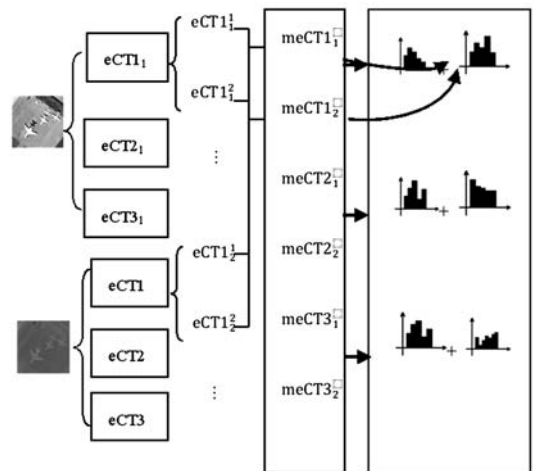 eCT1₁
eCT2₁
eCT3₁
eCT1
eCT2
eCT3
eCT1₁¹
eCT1₁²
⋮
eCT1₂¹
eCT1₂²
⋮
meCT1₁□
meCT1₂□
meCT2₁□
meCT2₂□
meCT3₁□
meCT3₂□
+
+
+